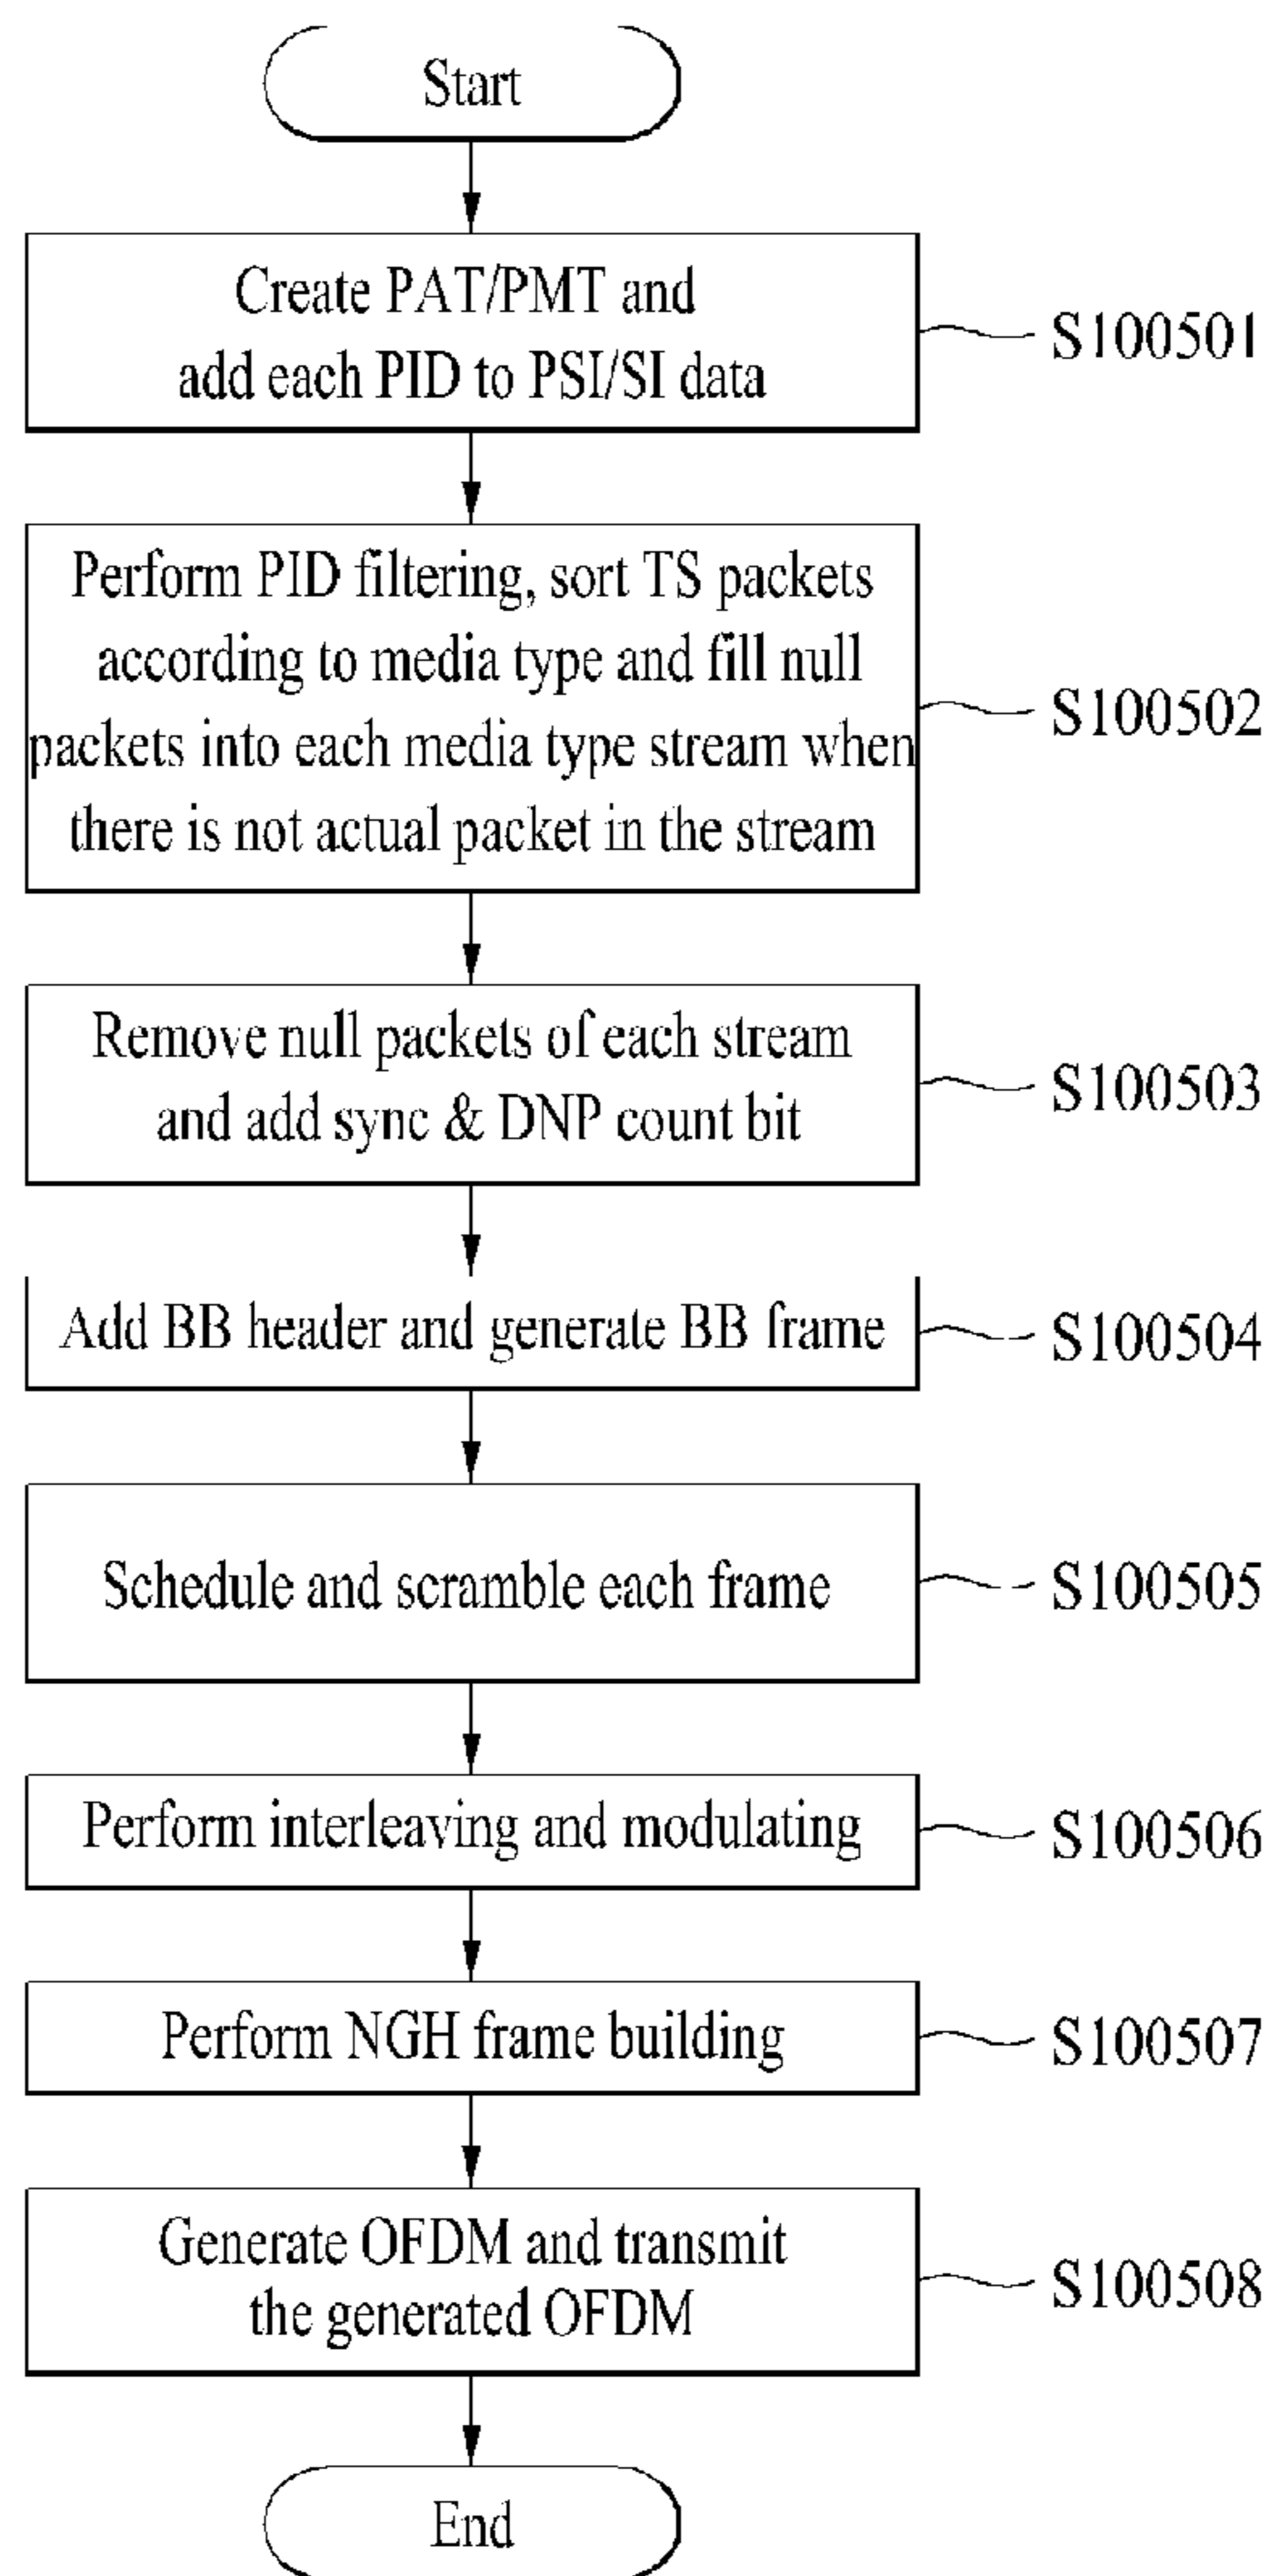 Start
Create PAT/PMT and
add each PID to PSI/SI data
S100501
Perform PID filtering, sort TS packets
according to media type and fill null
packets into each media type stream when
there is not actual packet in the stream
S100502
Remove null packets of each stream
and add sync & DNP count bit
S100503
Add BB header and generate BB frame
S100504
Schedule and scramble each frame
S100505
Perform interleaving and modulating
S100506
Perform NGH frame building
S100507
Generate OFDM and transmit
the generated OFDM
S100508
End